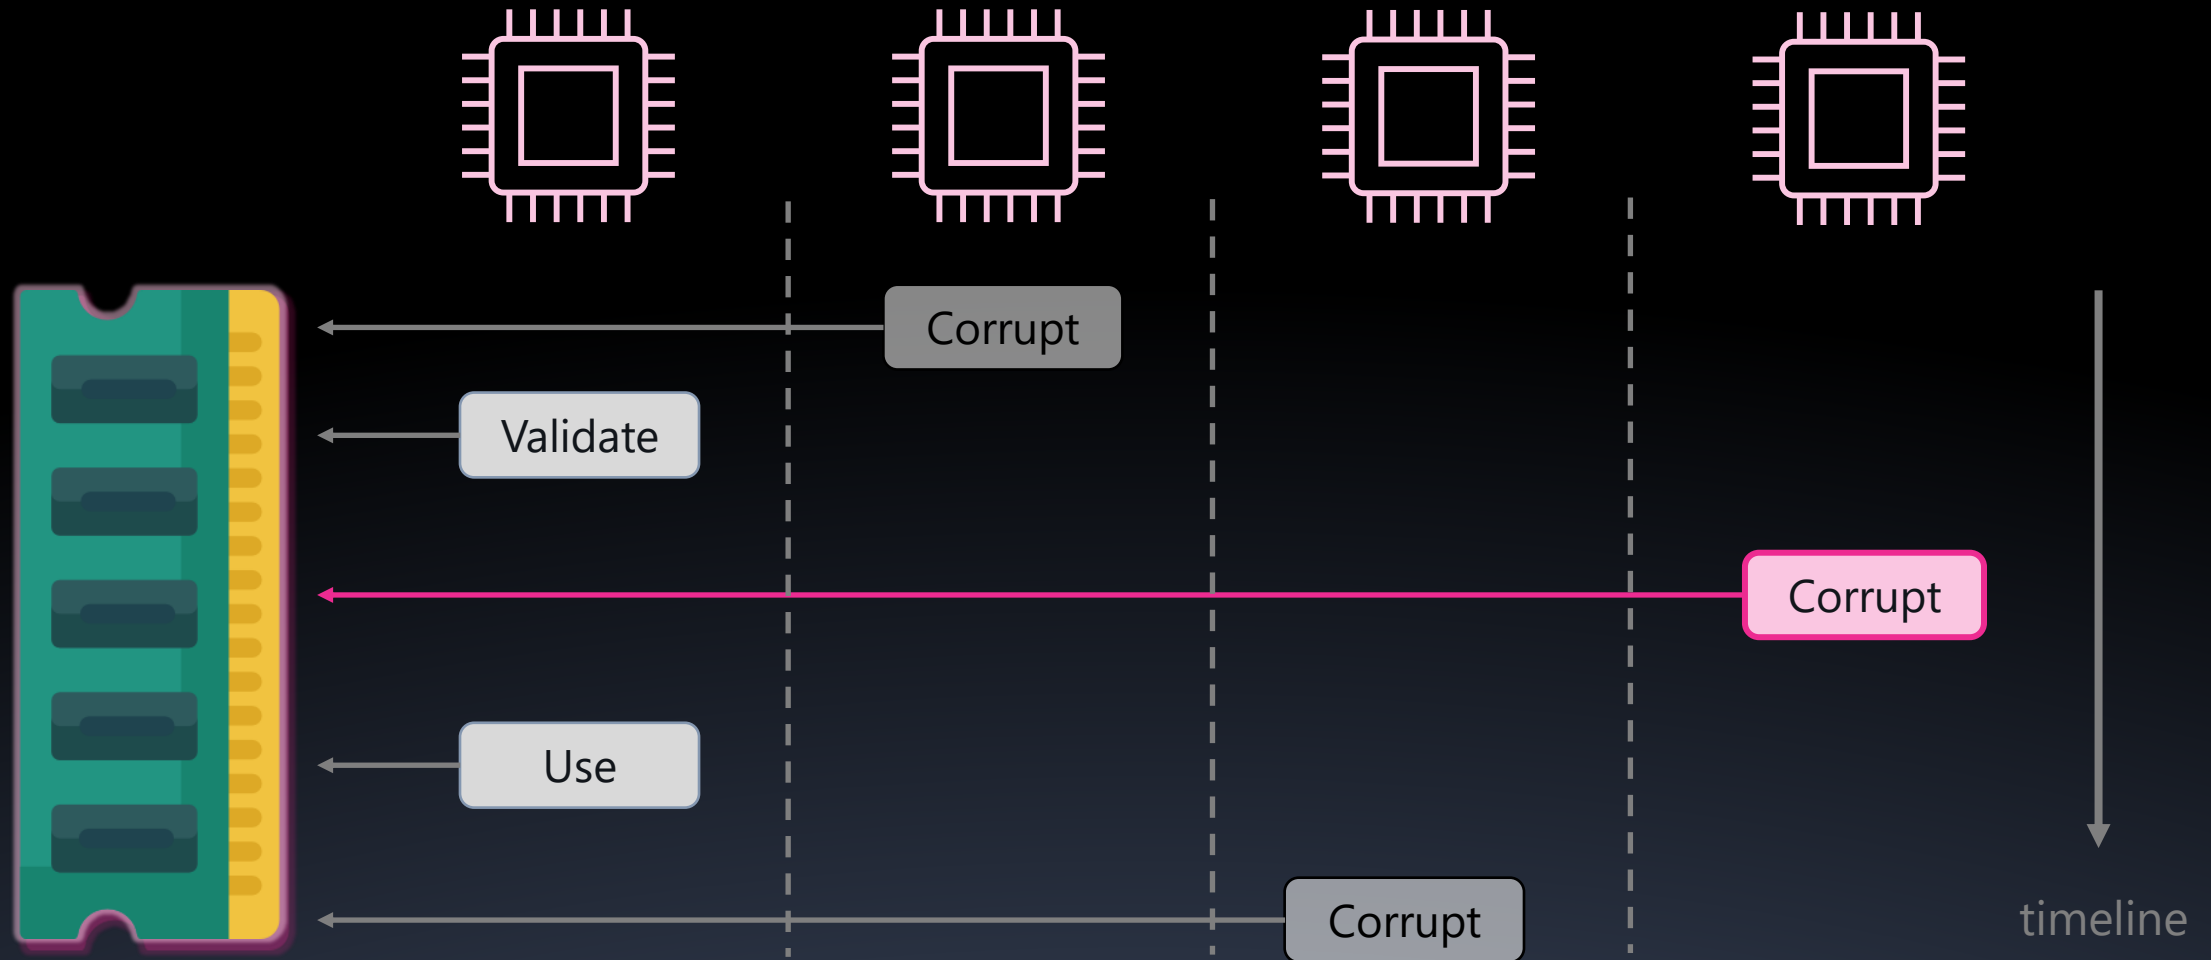 Corrupt
Validate
Corrupt
Use
Corrupt
timeline